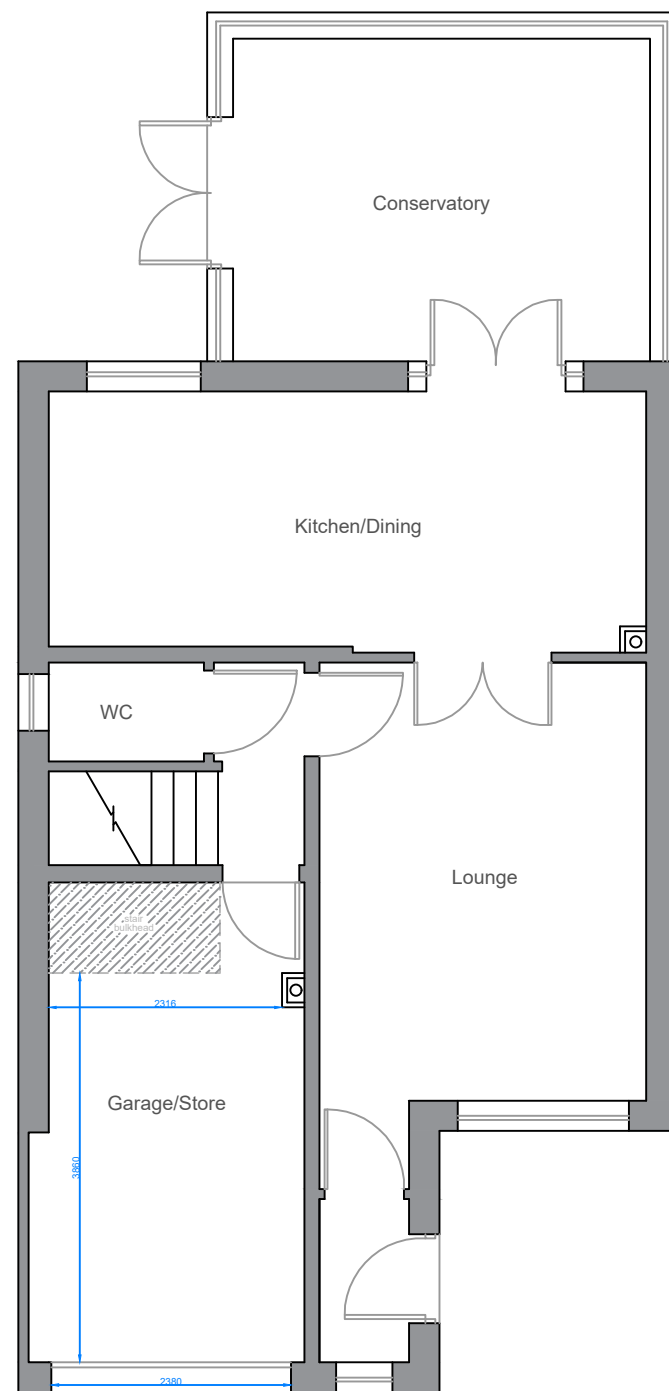 Conservatory
Kitchen/Dining
WC
Lounge
stair
bulkhead
2316
Garage/Store
3860
2380